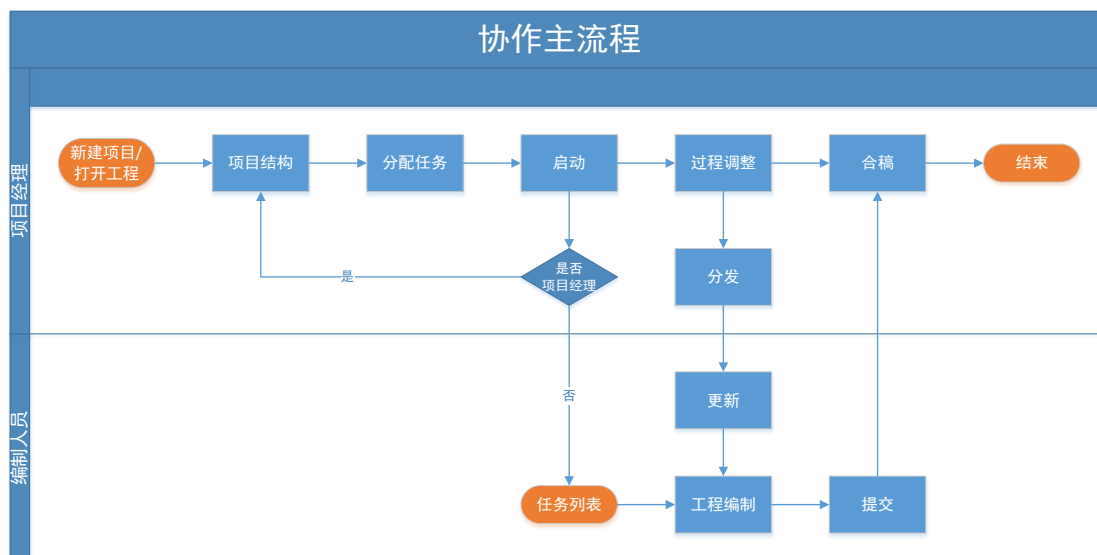 协作主流程
项目经理
新建项目/
打开工程
项目结构
分配任务
启动
过程调整
合稿
结束
是
是否
项目经理
分发
编制人员
否
更新
任务列表
工程编制
提交